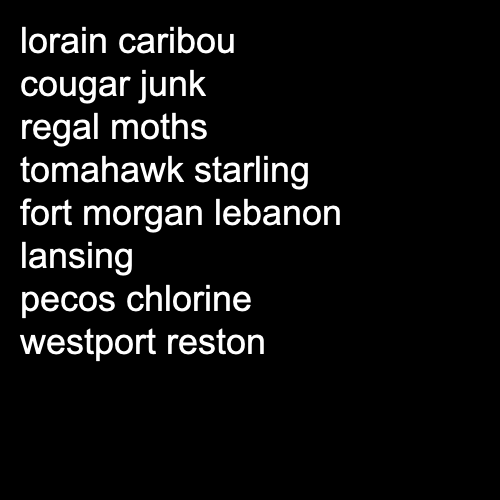 lorain caribou
cougar junk
regal moths
tomahawk starling
fort morgan lebanon
lansing
pecos chlorine
westport reston